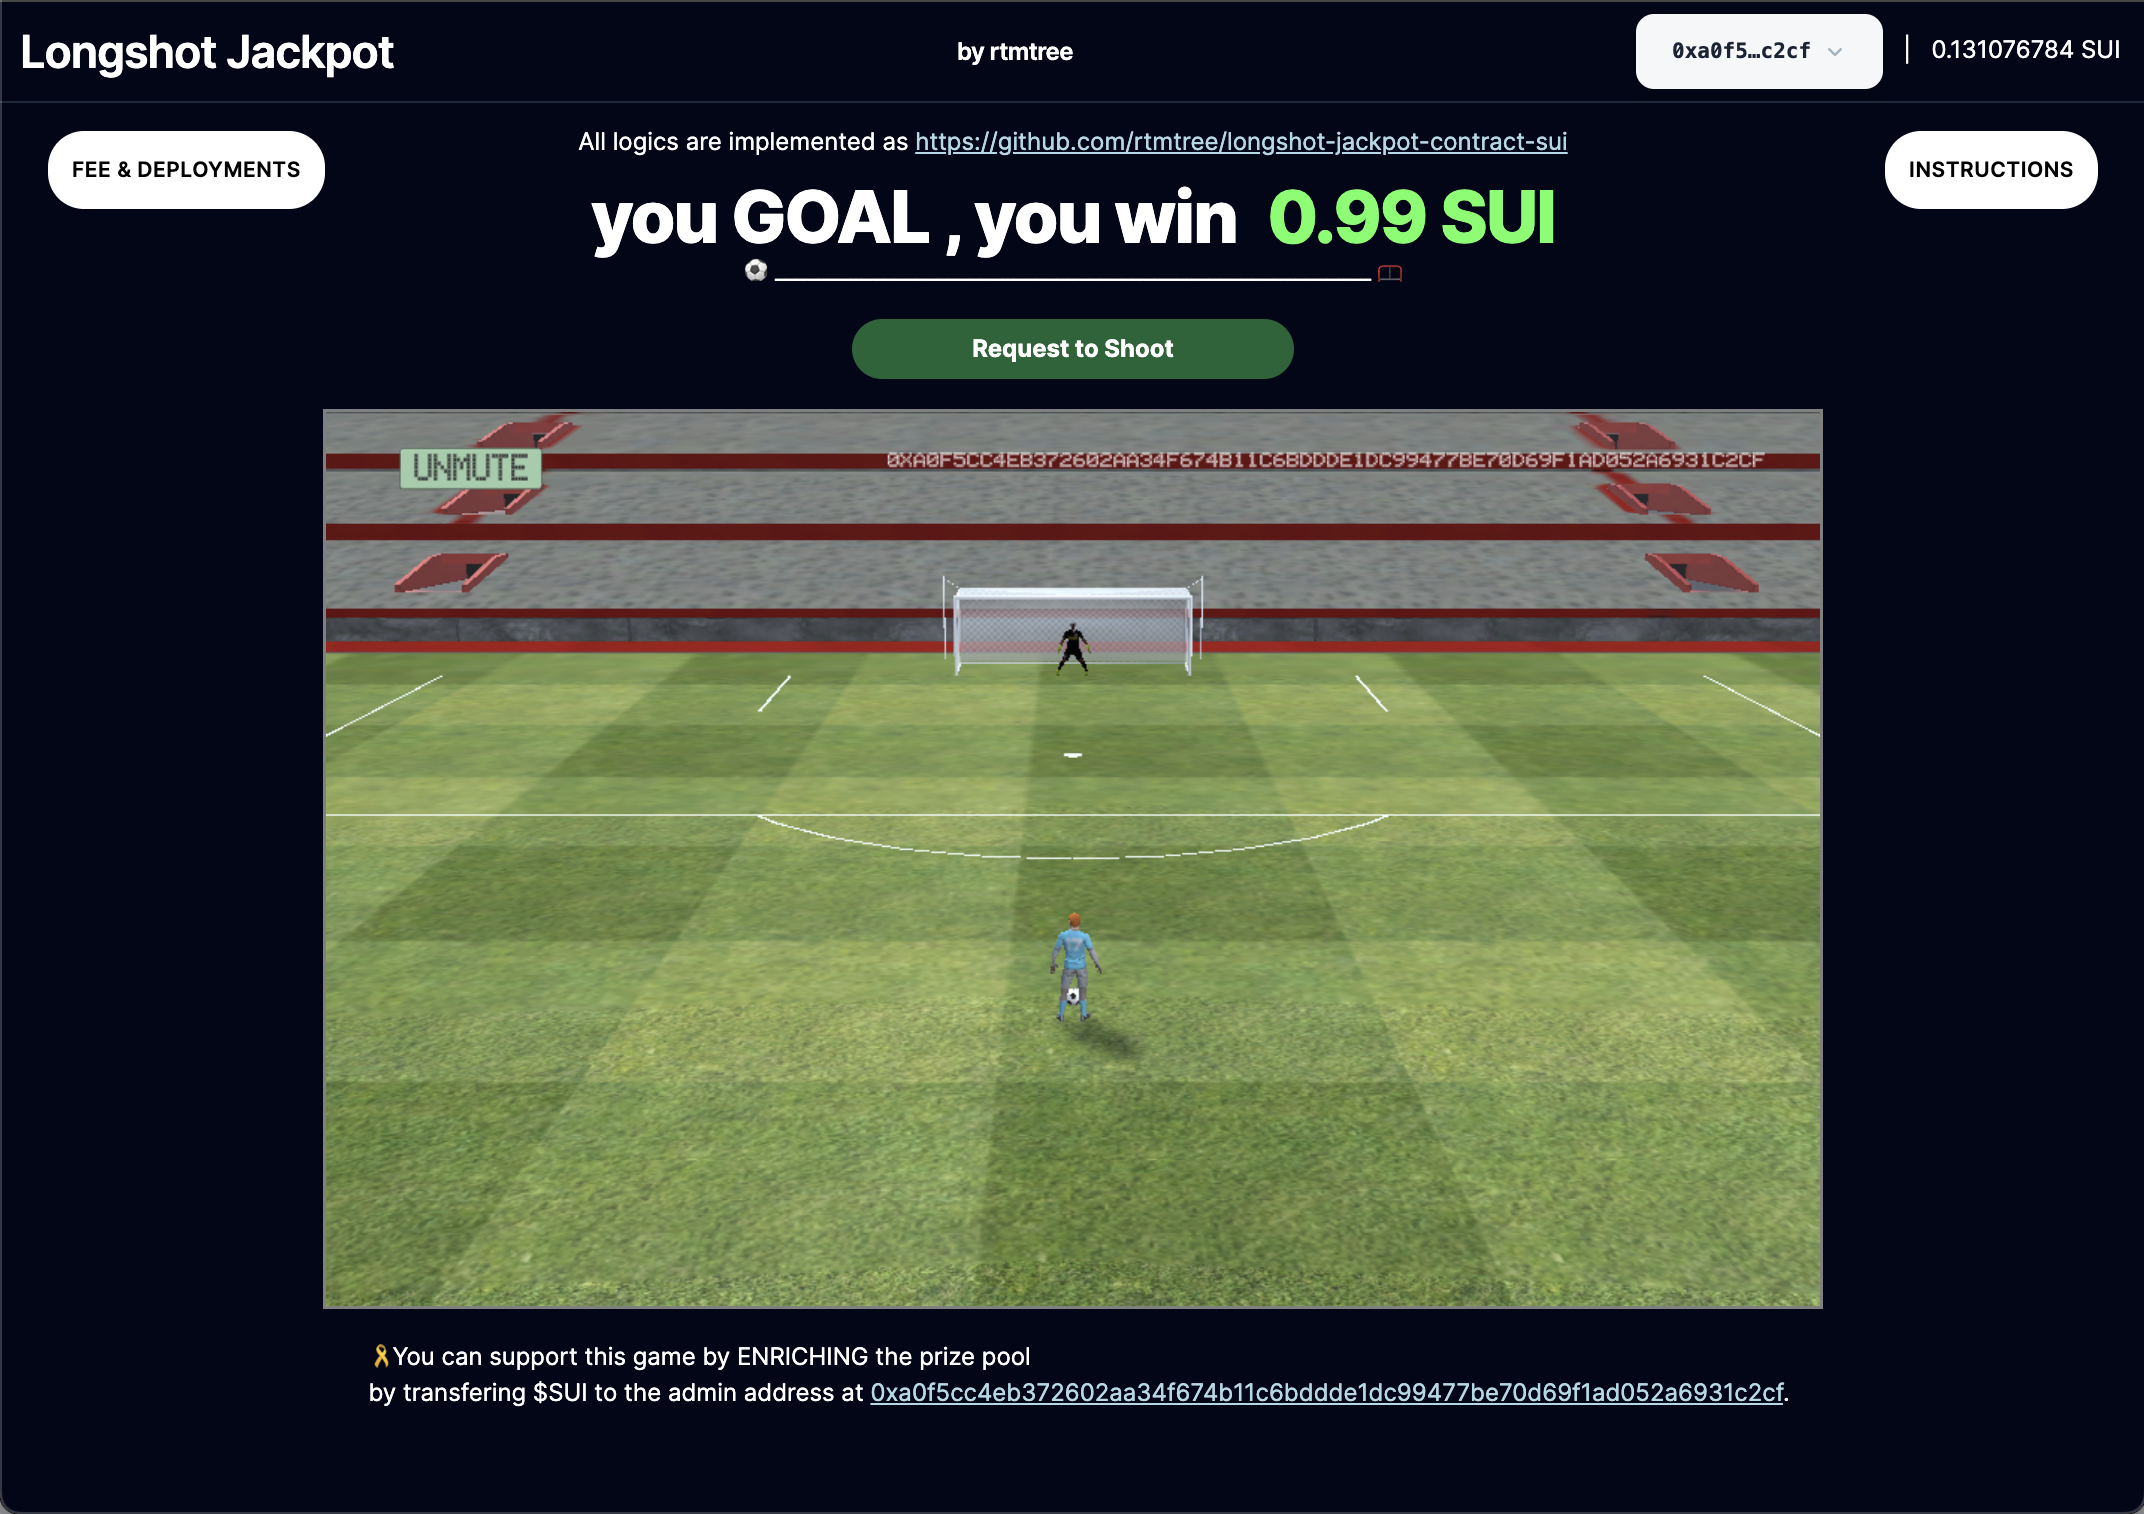 Longshot Jackpot
by rtmtree
0xa0f5…c2cf
| 0.131076784 SUI
FEE & DEPLOYMENTS
All logics are implemented as https://github.com/rtmtree/longshot-jackpot-contract-sui
INSTRUCTIONS
you GOAL , you win 0.99 SUI
Request to Shoot
UNMUTE
0XA0F5CC4EB372602AA34F674B11C6BDDDE1DC99477BE70D69F1AD052A6931C2CF
You can support this game by ENRICHING the prize pool
by transfering $SUI to the admin address at 0xa0f5cc4eb372602aa34f674b11c6bddde1dc99477be70d69f1ad052a6931c2cf.